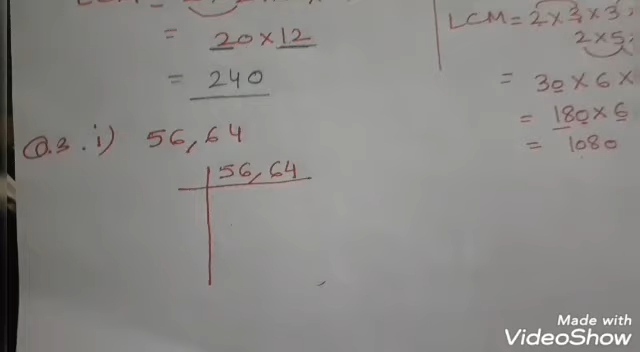 = 20 × 12
= 240
LCM = 2 × 3 × 3,
2 × 5,
= 30 × 6 ×
= 180 × 6
= 1080
Q.3. i) 56, 64
56, 64
Made with
VideoShow